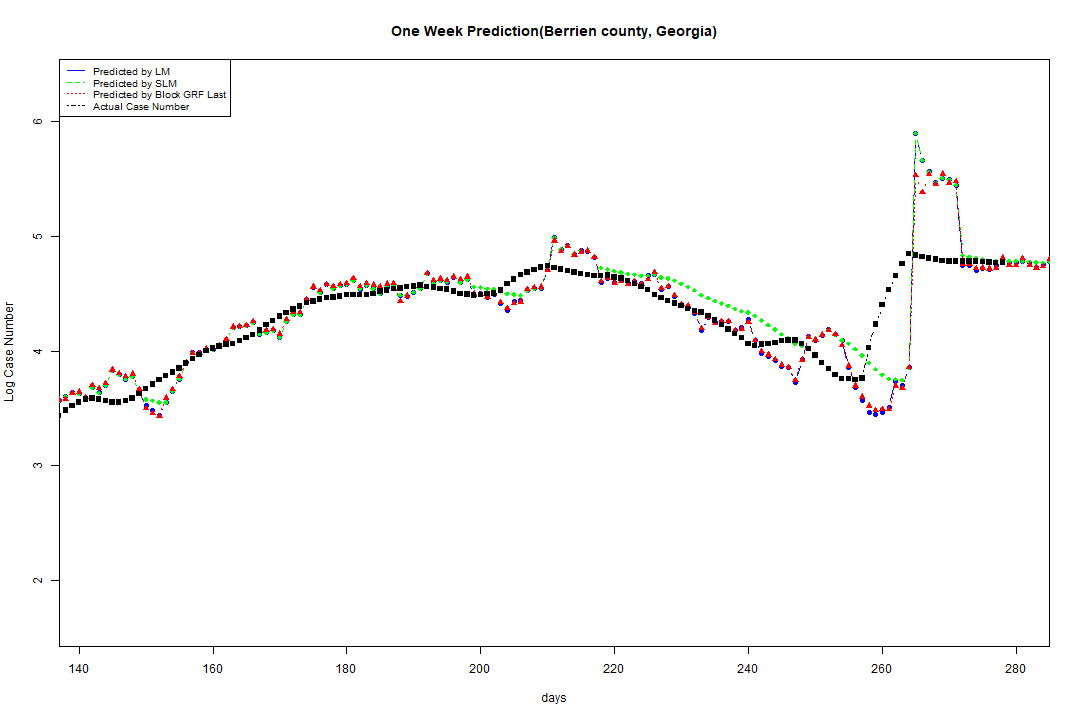 One Week Prediction(Berrien county, Georgia)
Predicted by LM
Predicted by SLM
Predicted by Block GRF Last
Actual Case Number
6
5
4
3
2
Log Case Number
140 160 180 200 220 240 260 280
days